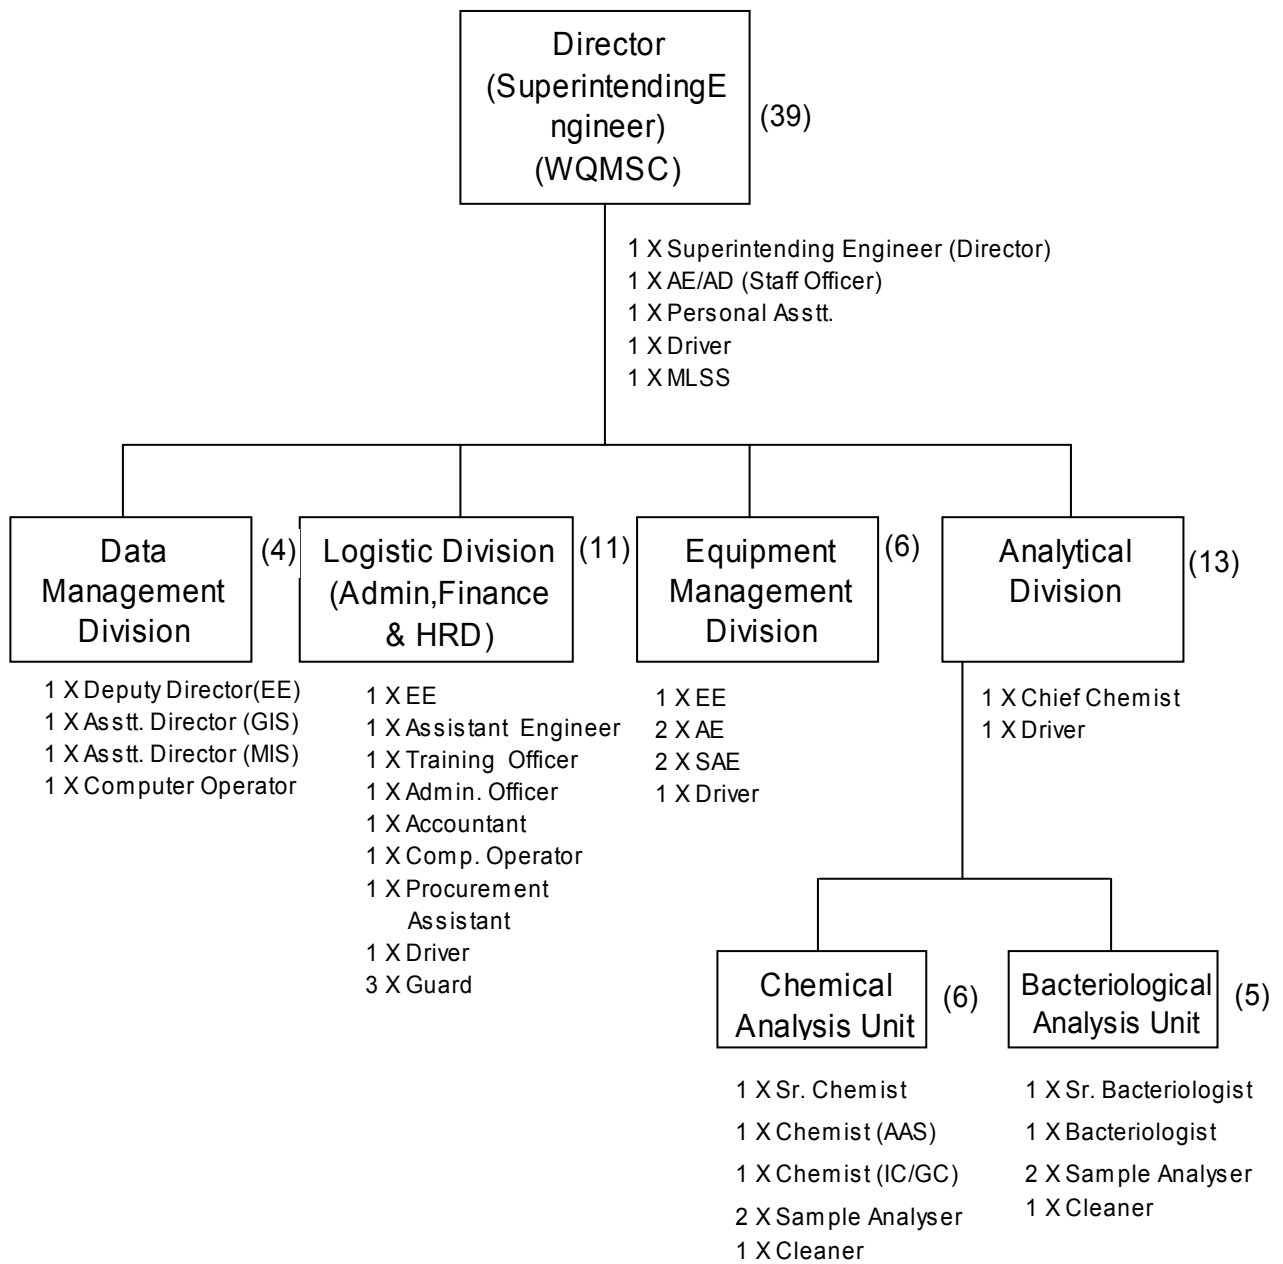 Director
(SuperintendingE
ngineer)
(WQMSC)
(39)
1 X Superintending Engineer (Director)
1 X AE/AD (Staff Officer)
1 X Personal Asstt.
1 X Driver
1 X MLSS
Data
Management
Division
(4)
1 X Deputy Director(EE)
1 X Asstt. Director (GIS)
1 X Asstt. Director (MIS)
1 X Computer Operator
Logistic Division
(Admin,Finance
& HRD)
(11)
1 X EE
1 X Assistant Engineer
1 X Training Officer
1 X Admin. Officer
1 X Accountant
1 X Comp. Operator
1 X Procurement
Assistant
1 X Driver
3 X Guard
Equipment
Management
Division
(6)
1 X EE
2 X AE
2 X SAE
1 X Driver
Analytical
Division
(13)
1 X Chief Chemist
1 X Driver
Chemical
Analysis Unit
(6)
1 X Sr. Chemist
1 X Chemist (AAS)
1 X Chemist (IC/GC)
2 X Sample Analyser
1 X Cleaner
Bacteriological
Analysis Unit
(5)
1 X Sr. Bacteriologist
1 X Bacteriologist
2 X Sample Analyser
1 X Cleaner